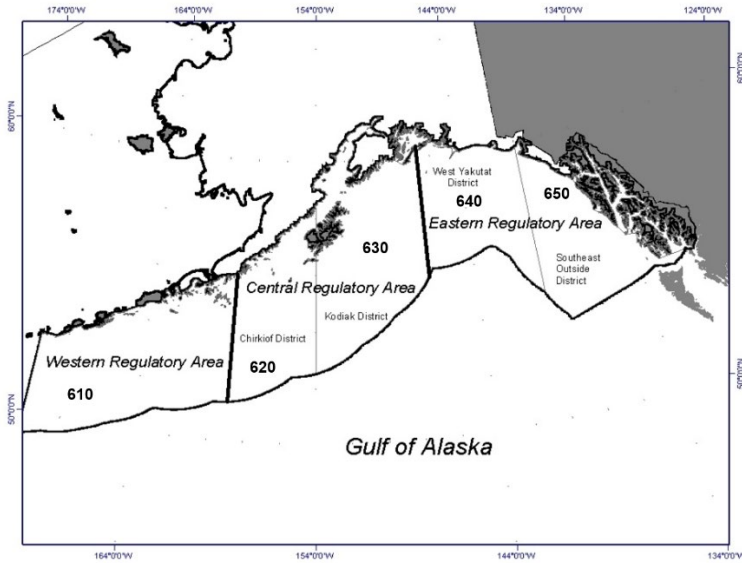 174°0'0"W 164°0'0"W 154°0'0"W 144°0'0"W 134°0'0"W 124°0'0"W
60°0'0"N
60°0'0"N
West Yakutat
District
640
650
Eastern Regulatory Area
630
Southeast
Outside
District
Central Regulatory Area
Kodiak District
Chirkiof District
620
Western Regulatory Area
610
50°0'0"N
50°0'0"N
Gulf of Alaska
164°0'0"W 154°0'0"W 144°0'0"W 134°0'0"W